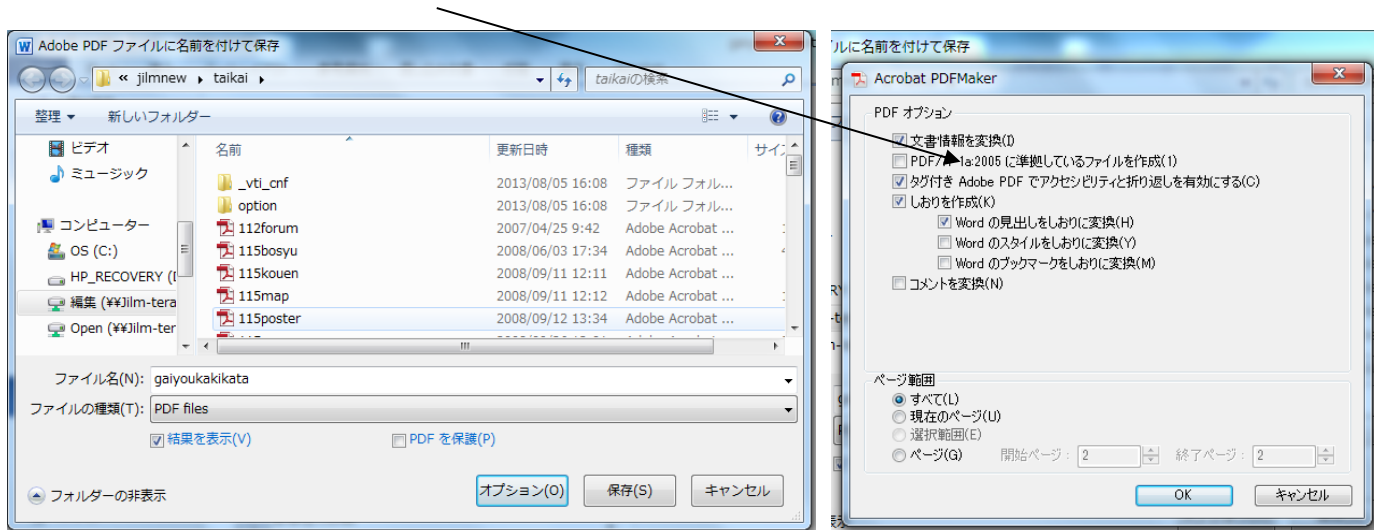 Adobe PDF ファイルに名前を付けて保存
« jilmnew ▸ taikai ▸
taikaiの検索
整理 ▼ 新しいフォルダー
ビデオ
ミュージック
コンピューター
OS (C:)
HP_RECOVERY (I
編集 (¥¥Jilm-tera
Open (¥¥Jilm-ter
名前 更新日時 種類 サイズ
_vti_cnf 2013/08/05 16:08 ファイル フォル...
option 2013/08/05 16:08 ファイル フォル...
112forum 2007/04/25 9:42 Adobe Acrobat ...
115bosyu 2008/06/03 17:34 Adobe Acrobat ...
115kouen 2008/09/11 12:11 Adobe Acrobat ...
115map 2008/09/11 12:12 Adobe Acrobat ...
115poster 2008/09/12 13:34 Adobe Acrobat ...
ファイル名(N): gaiyoukakikata
ファイルの種類(T): PDF files
結果を表示(V) PDF を保護(P)
フォルダーの非表示
オプション(O) 保存(S) キャンセル
ルに名前を付けて保存
Acrobat PDFMaker
PDF オプション
文書情報を変換(I)
PDF/A-1a:2005 に準拠しているファイルを作成(1)
タグ付き Adobe PDF でアクセシビリティと折り返しを有効にする(C)
しおりを作成(K)
Word の見出しをしおりに変換(H)
Word のスタイルをしおりに変換(Y)
Word のブックマークをしおりに変換(M)
コメントを変換(N)
ページ範囲
すべて(L)
現在のページ(U)
選択範囲(E)
ページ(G) 開始ページ: 2 終了ページ: 2
OK キャンセル